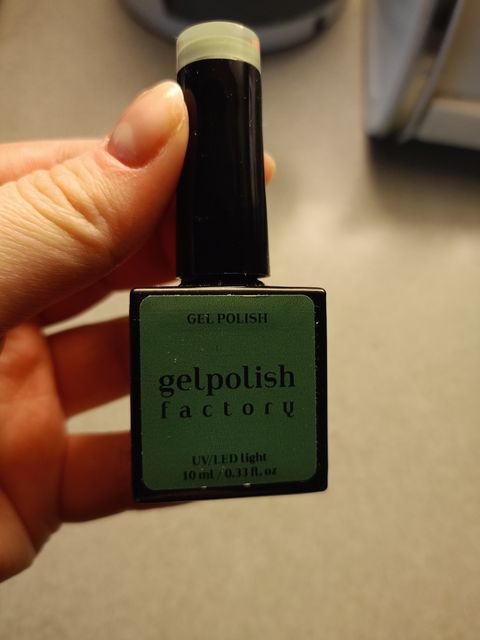 GEL POLISH
gelpolish
factory
UV/LED light
10 ml / 0.33 fl. oz